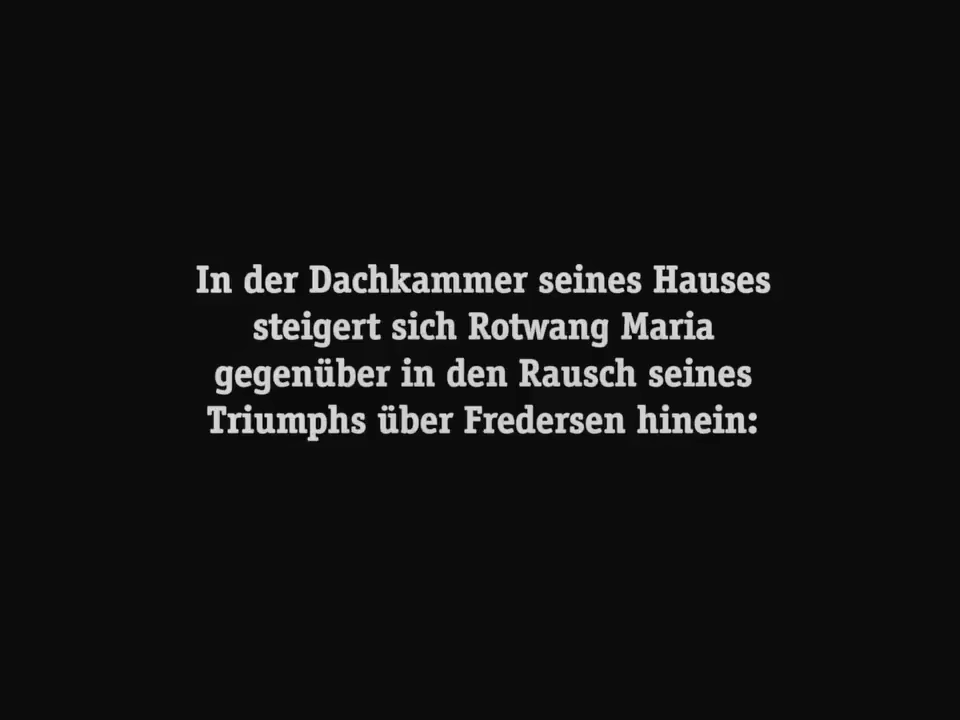 In der Dachkammer seines Hauses
steigert sich Rotwang Maria
gegenüber in den Rausch seines
Triumphs über Fredersen hinein: